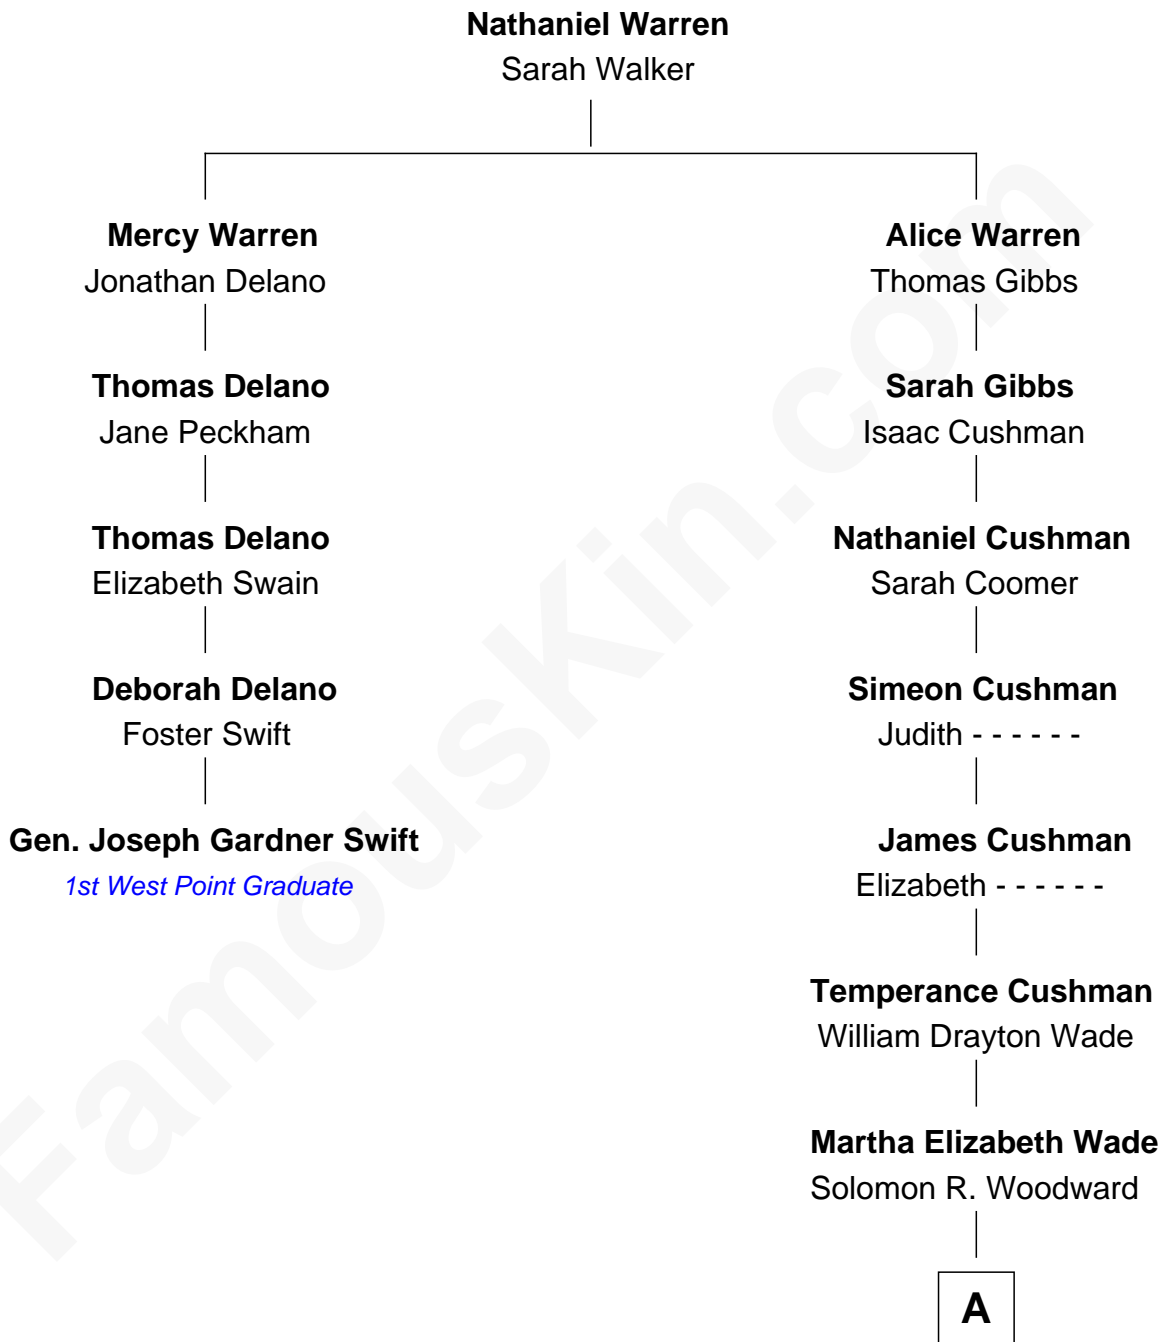 Nathaniel Warren
Sarah Walker
Mercy Warren
Jonathan Delano
Thomas Delano
Jane Peckham
Thomas Delano
Elizabeth Swain
Deborah Delano
Foster Swift
Gen. Joseph Gardner Swift
1st West Point Graduate
Alice Warren
Thomas Gibbs
Sarah Gibbs
Isaac Cushman
Nathaniel Cushman
Sarah Coomer
Simeon Cushman
Judith - - - - - -
James Cushman
Elizabeth - - - - - -
Temperance Cushman
William Drayton Wade
Martha Elizabeth Wade
Solomon R. Woodward
A
FamousKin.com